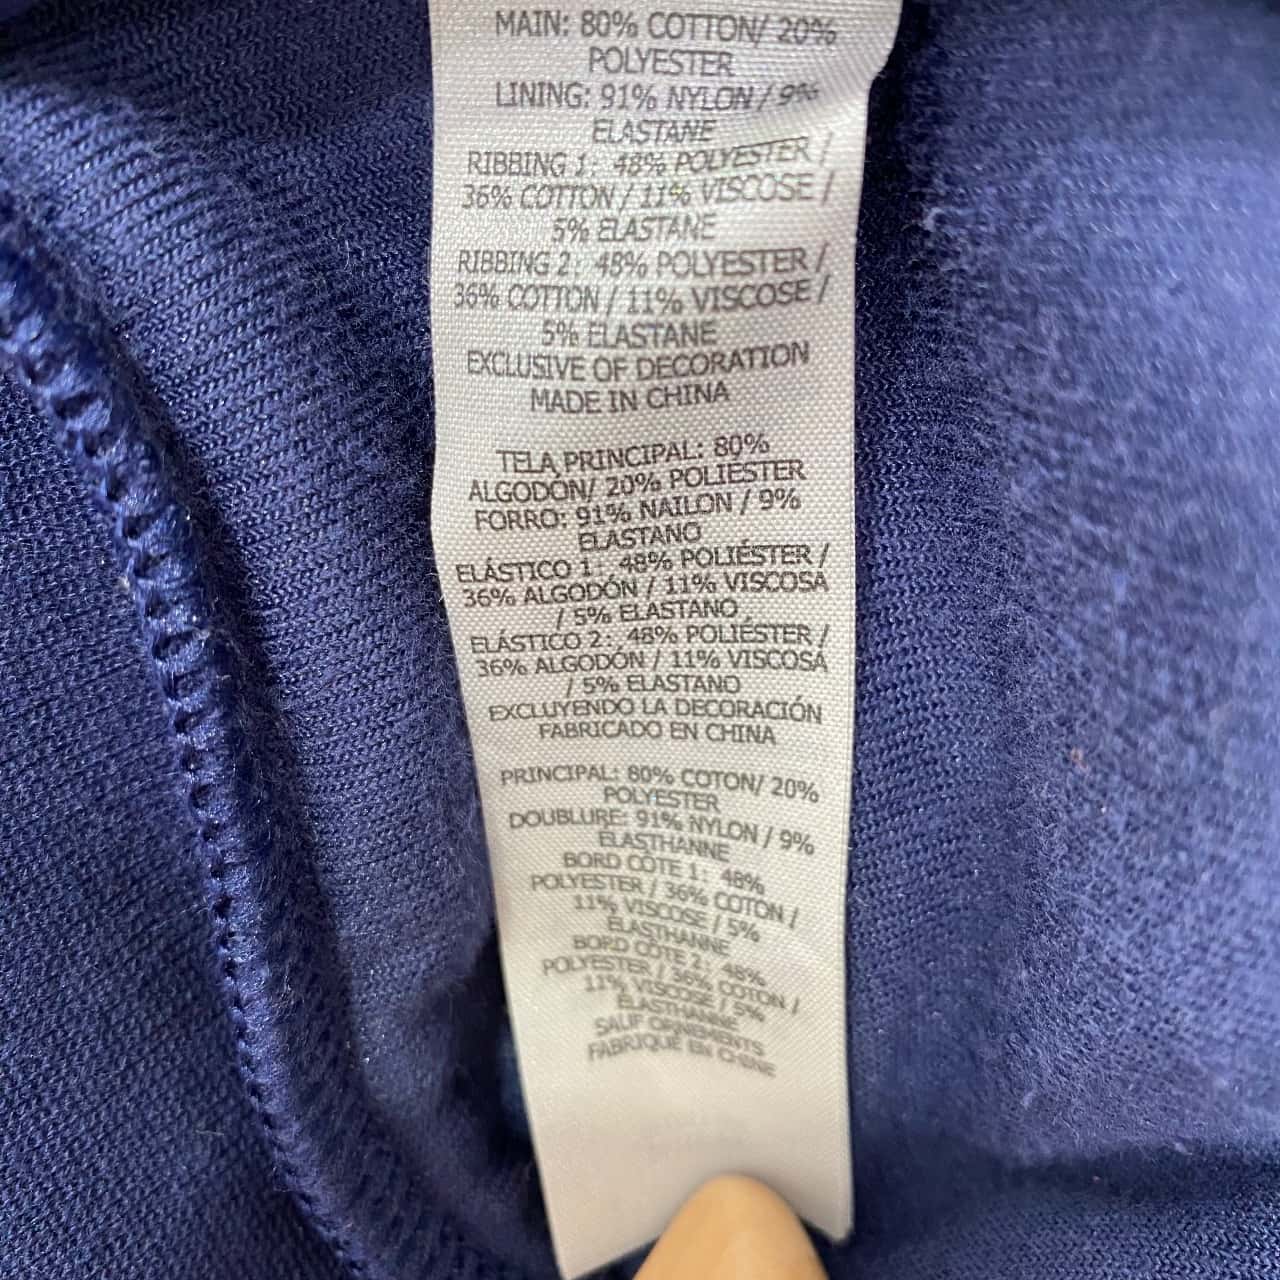 MAIN: 80% COTTON/ 20%
POLYESTER
LINING: 91% NYLON / 9%
ELASTANE
RIBBING 1: 48% POLYESTER /
36% COTTON / 11% VISCOSE /
5% ELASTANE
RIBBING 2: 48% POLYESTER /
36% COTTON / 11% VISCOSE /
5% ELASTANE
EXCLUSIVE OF DECORATION
MADE IN CHINA
TELA PRINCIPAL: 80%
ALGODÓN/ 20% POLIÉSTER
FORRO: 91% NAILON / 9%
ELASTANO
ELÁSTICO 1: 48% POLIÉSTER /
36% ALGODÓN / 11% VISCOSA
/ 5% ELASTANO
ELÁSTICO 2: 48% POLIÉSTER /
36% ALGODÓN / 11% VISCOSA
/ 5% ELASTANO
EXCLUYENDO LA DECORACIÓN
FABRICADO EN CHINA
PRINCIPAL: 80% COTON/ 20%
POLYESTER
DOUBLURE: 91% NYLON / 9%
ELASTHANNE
BORD CÔTE 1: 48%
POLYESTER / 36% COTON /
11% VISCOSE / 5%
ELASTHANNE
BORD CÔTE 2: 48%
POLYESTER / 36% COTON /
11% VISCOSE / 5%
ELASTHANNE
SAUF ORNEMENTS
FABRIQUÉ EN CHINE